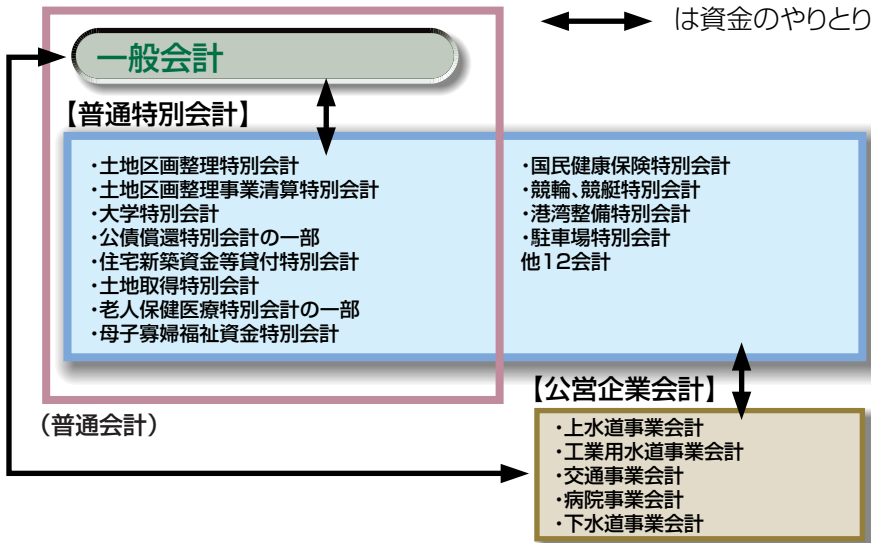 は資金のやりとり
一般会計
【普通特別会計】
・土地区画整理特別会計
・土地区画整理事業清算特別会計
・大学特別会計
・公債償還特別会計の一部
・住宅新築資金等貸付特別会計
・土地取得特別会計
・老人保健医療特別会計の一部
・母子寡婦福祉資金特別会計
・国民健康保険特別会計
・競輪、競艇特別会計
・港湾整備特別会計
・駐車場特別会計
他12会計
(普通会計)
【公営企業会計】
・上水道事業会計
・工業用水道事業会計
・交通事業会計
・病院事業会計
・下水道事業会計